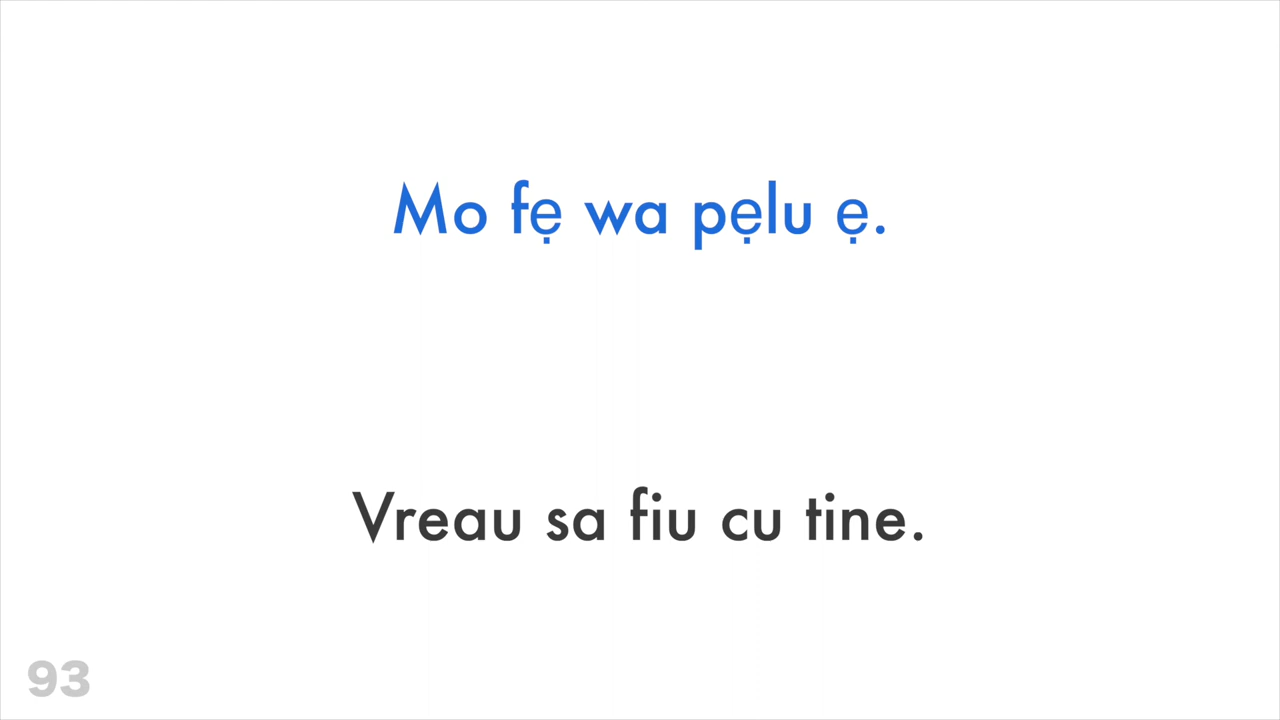 Mo fẹ wa pẹlu ẹ.
Vreau sa fiu cu tine.
93